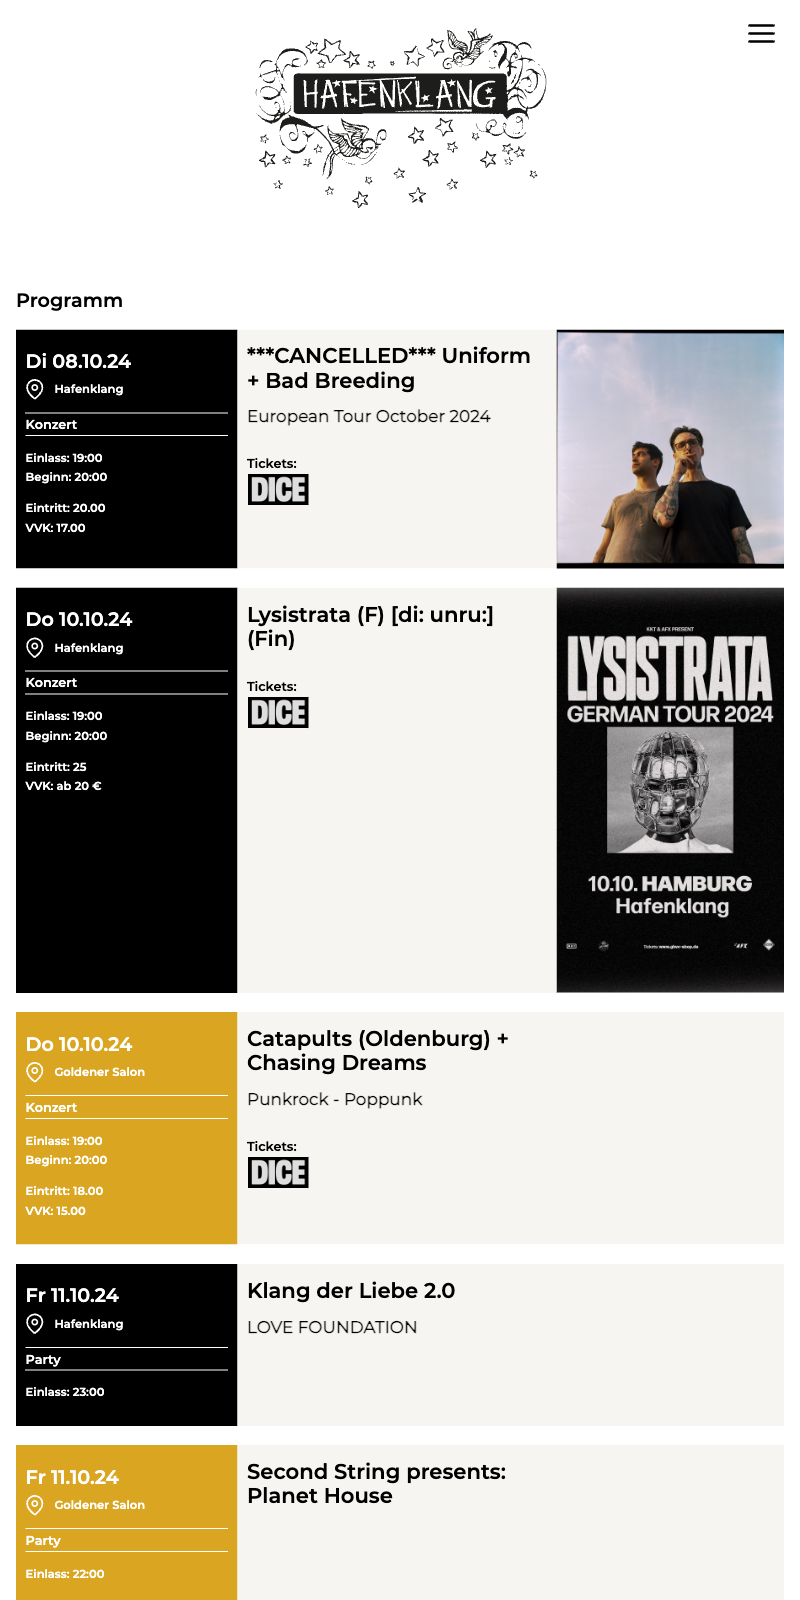 HAFENKLANG
Programm
Di 08.10.24
Hafenklang
Konzert
Einlass: 19:00
Beginn: 20:00
Eintritt: 20.00
VVK: 17.00
***CANCELLED*** Uniform
+ Bad Breeding
European Tour October 2024
Tickets:
DICE
Do 10.10.24
Hafenklang
Konzert
Einlass: 19:00
Beginn: 20:00
Eintritt: 25
VVK: ab 20 €
Lysistrata (F) [di: unru:]
(Fin)
Tickets:
DICE
KKT & AFX PRESENT
LYSISTRATA
GERMAN TOUR 2024
10.10. HAMBURG
Hafenklang
Do 10.10.24
Goldener Salon
Konzert
Einlass: 19:00
Beginn: 20:00
Eintritt: 18.00
VVK: 15.00
Catapults (Oldenburg) +
Chasing Dreams
Punkrock - Poppunk
Tickets:
DICE
Fr 11.10.24
Hafenklang
Party
Einlass: 23:00
Klang der Liebe 2.0
LOVE FOUNDATION
Fr 11.10.24
Goldener Salon
Party
Einlass: 22:00
Second String presents:
Planet House